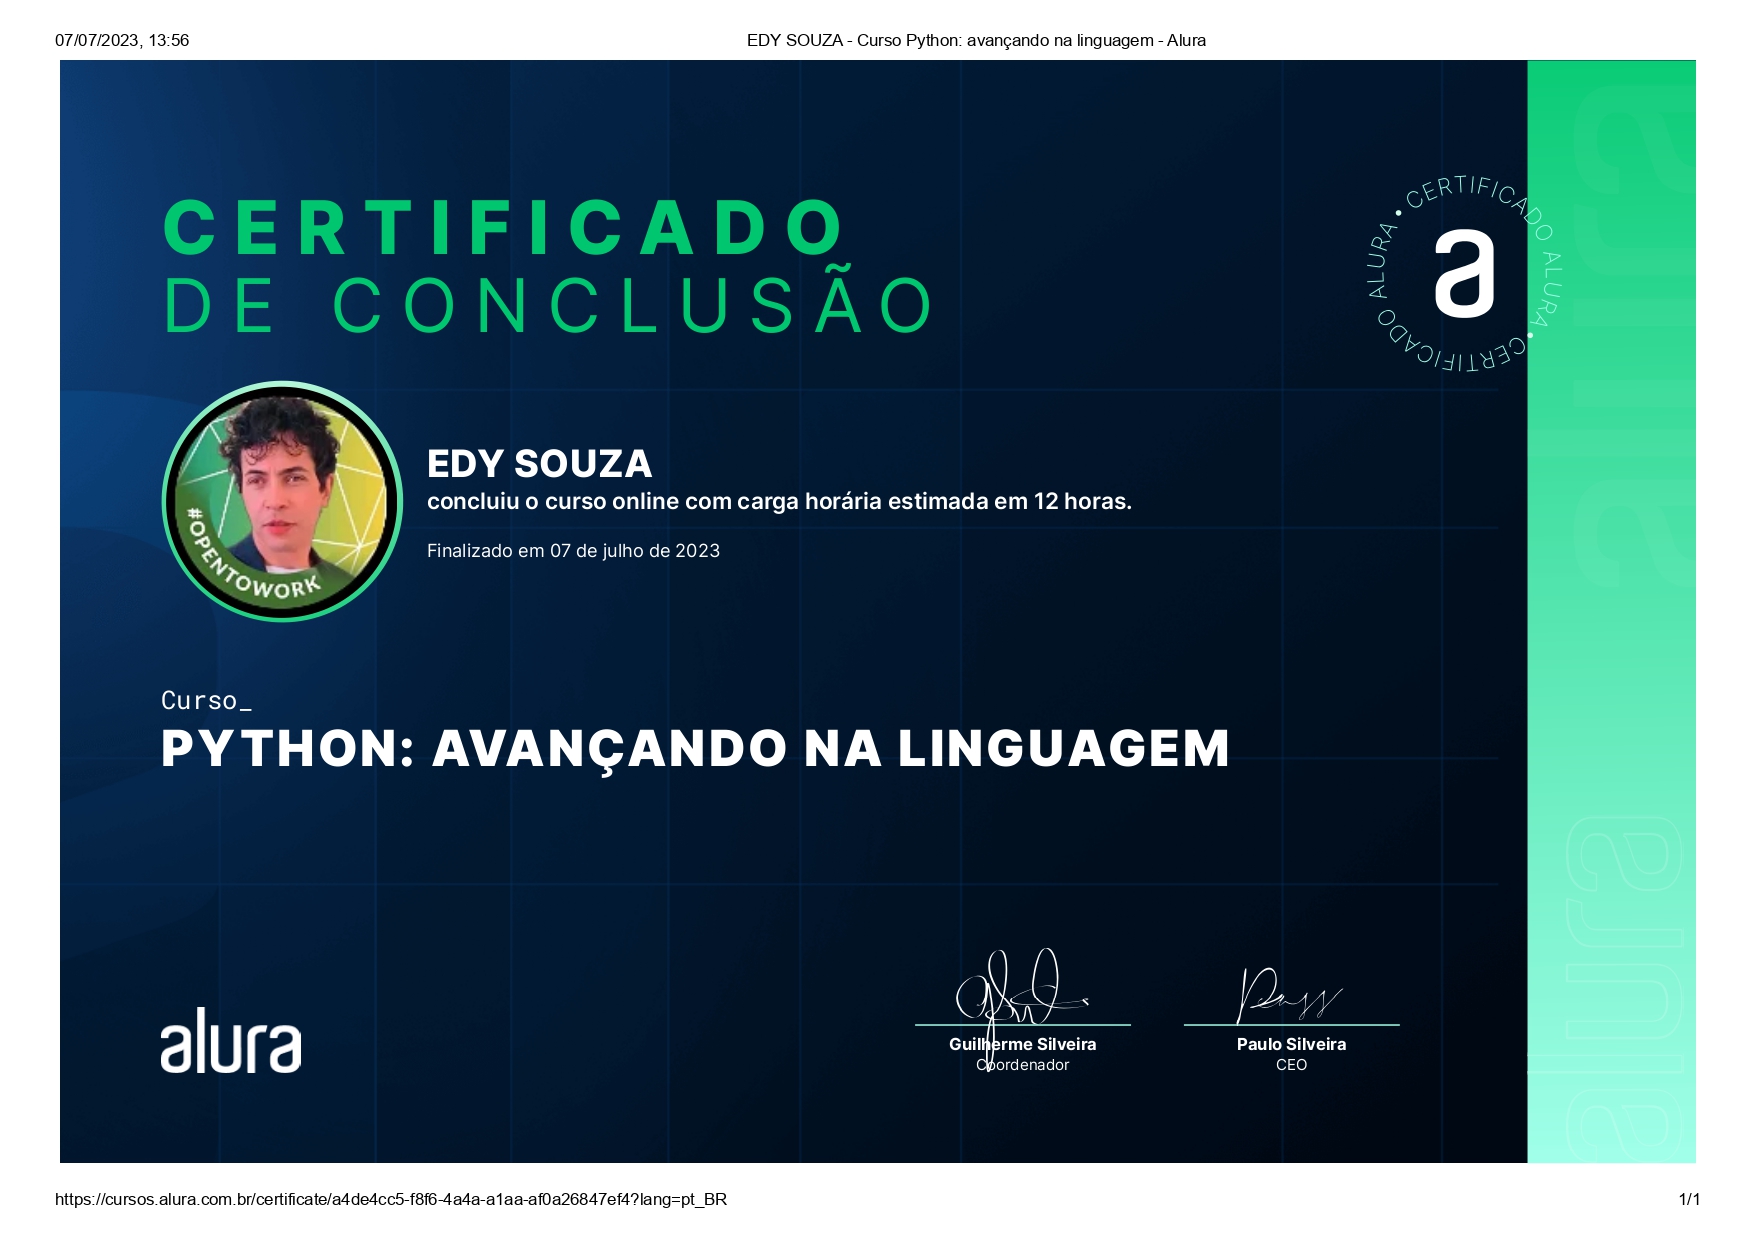 07/07/2023, 13:56
EDY SOUZA - Curso Python: avançando na linguagem - Alura
CERTIFICADO
DE CONCLUSÃO
CERTIFICADO ALURA • CERTIFICADO ALURA •
a
#OPENTOWORK
EDY SOUZA
concluiu o curso online com carga horária estimada em 12 horas.
Finalizado em 07 de julho de 2023
Curso_
PYTHON: AVANÇANDO NA LINGUAGEM
alura
Guilherme Silveira
Coordenador
Paulo Silveira
CEO
alura
alura
alura
https://cursos.alura.com.br/certificate/a4de4cc5-f8f6-4a4a-a1aa-af0a26847ef4?lang=pt_BR
1/1